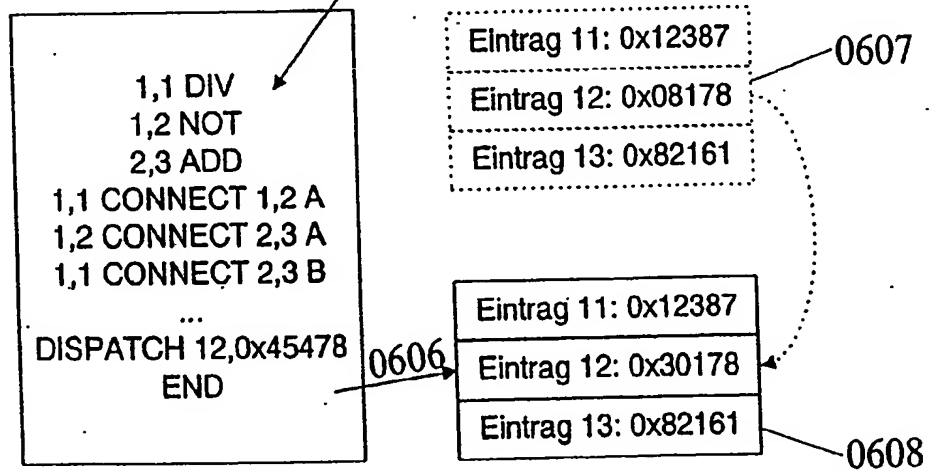 1,1 DIV
1,2 NOT
2,3 ADD
1,1 CONNECT 1,2 A
1,2 CONNECT 2,3 A
1,1 CONNECT 2,3 B
...
DISPATCH 12,0x45478
END
Eintrag 11: 0x12387
Eintrag 12: 0x08178
Eintrag 13: 0x82161
0607
0606
Eintrag 11: 0x12387
Eintrag 12: 0x30178
Eintrag 13: 0x82161
0608